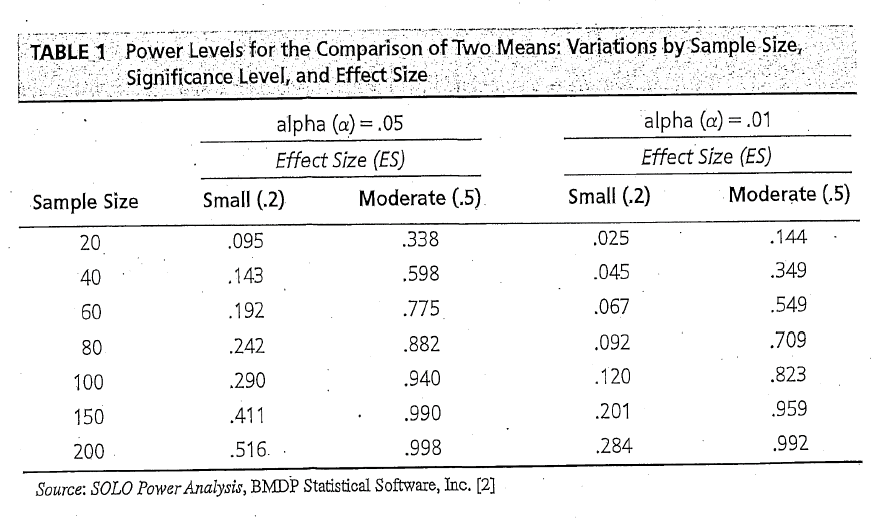 TABLE 1 Power Levels for the Comparison of Two Means: Variations by Sample Size,
Significance Level, and Effect Size
alpha (α) = .05 alpha (α) = .01
Effect Size (ES) Effect Size (ES)
Sample Size Small (.2) Moderate (.5) Small (.2) Moderate (.5)
20 .095 .338 .025 .144
40 .143 .598 .045 .349
60 .192 .775 .067 .549
80 .242 .882 .092 .709
100 .290 .940 .120 .823
150 .411 .990 .201 .959
200 .516 .998 .284 .992
Source: SOLO Power Analysis, BMDP Statistical Software, Inc. [2]